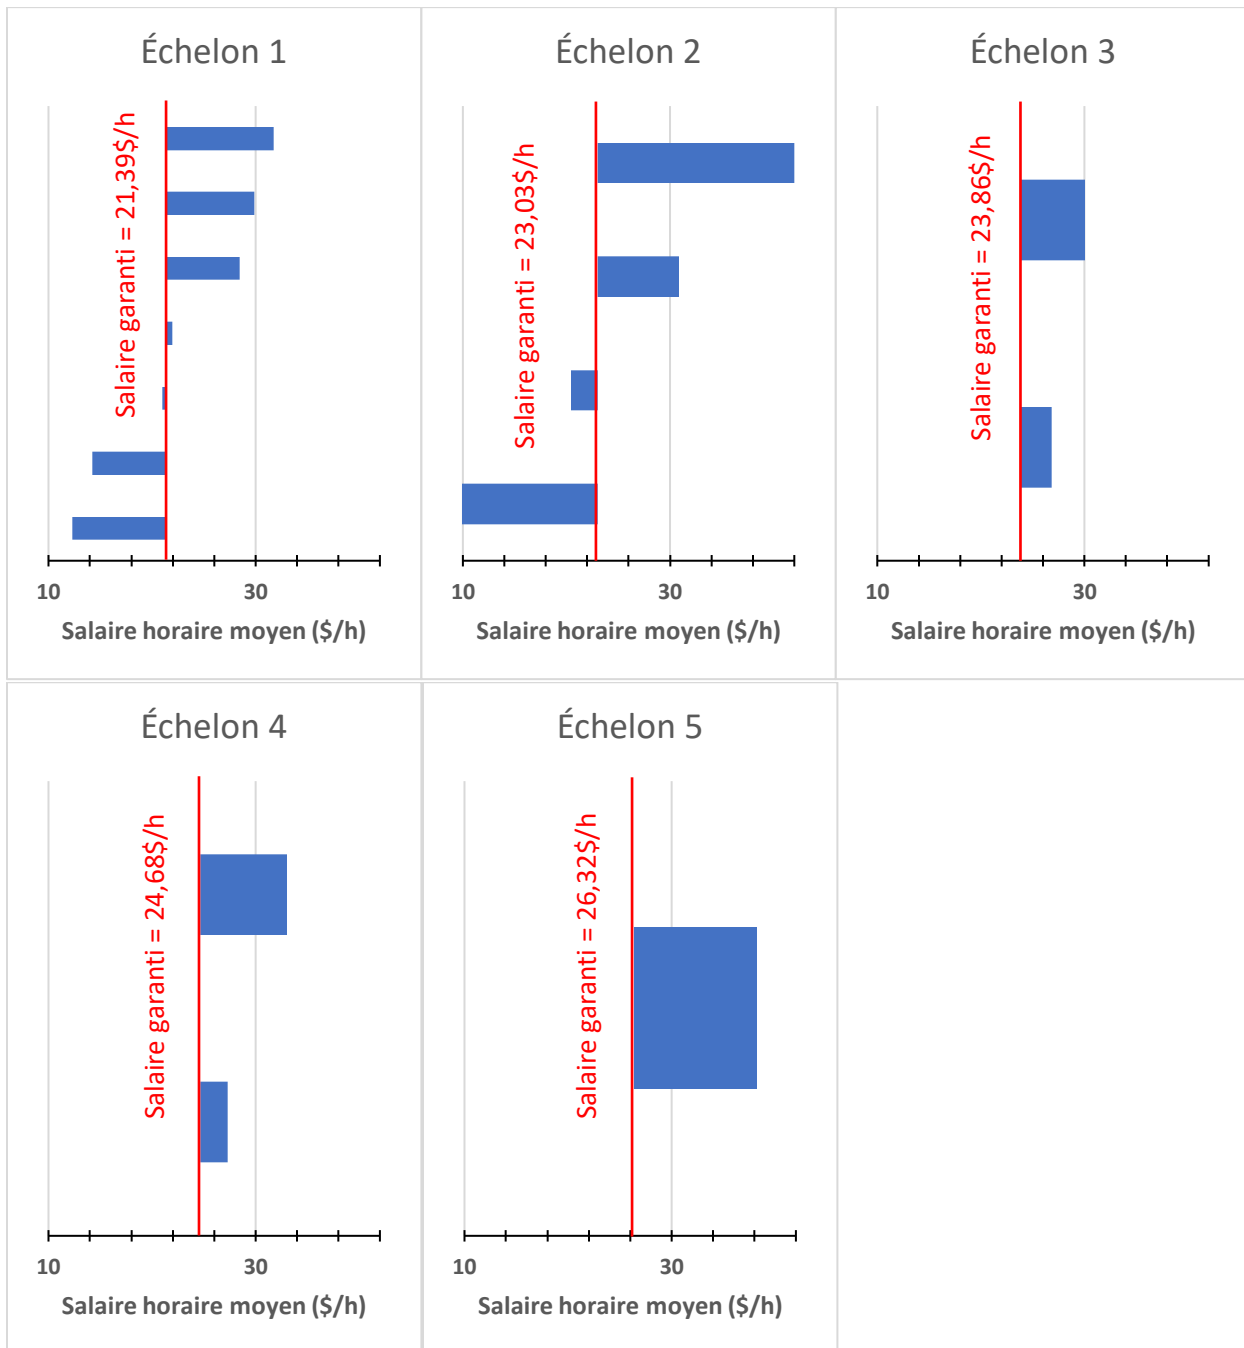 Échelon 1
Salaire garanti = 21,39$/h
10 30
Salaire horaire moyen ($/h)
Échelon 2
Salaire garanti = 23,03$/h
10 30
Salaire horaire moyen ($/h)
Échelon 3
Salaire garanti = 23,86$/h
10 30
Salaire horaire moyen ($/h)
Échelon 4
Salaire garanti = 24,68$/h
10 30
Salaire horaire moyen ($/h)
Échelon 5
Salaire garanti = 26,32$/h
10 30
Salaire horaire moyen ($/h)